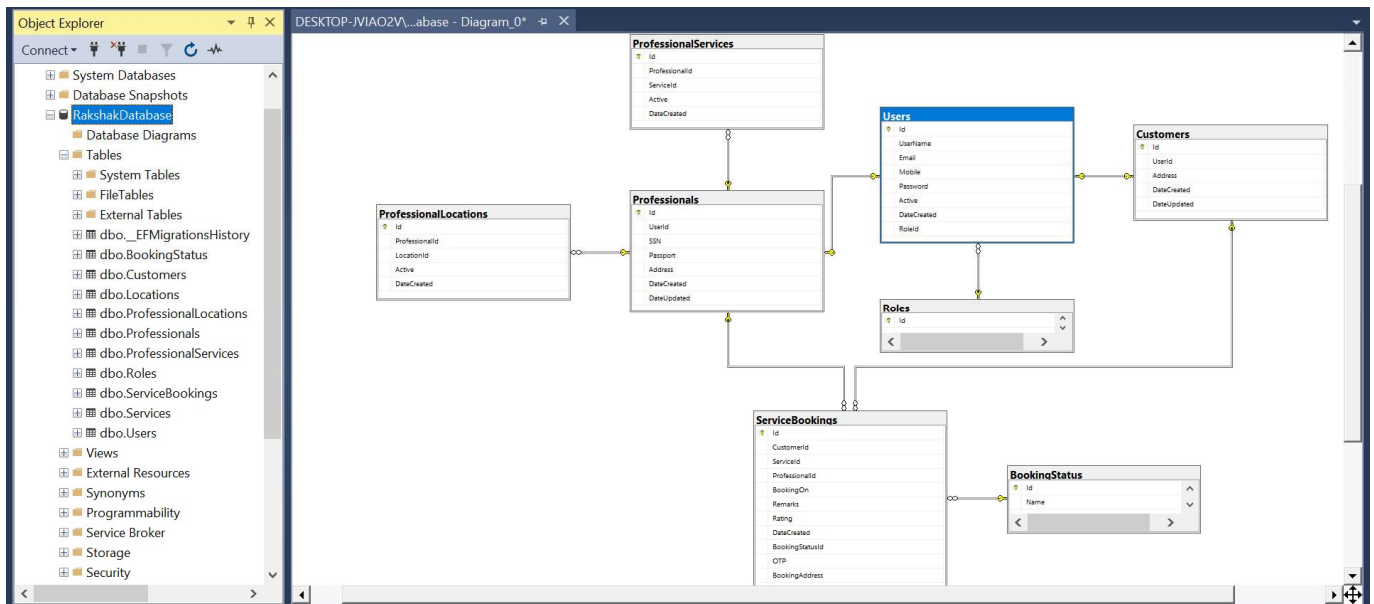 Object Explorer
Connect
System Databases
Database Snapshots
RakshakDatabase
Database Diagrams
Tables
System Tables
FileTables
External Tables
dbo.__EFMigrationsHistory
dbo.BookingStatus
dbo.Customers
dbo.Locations
dbo.ProfessionalLocations
dbo.Professionals
dbo.ProfessionalServices
dbo.Roles
dbo.ServiceBookings
dbo.Services
dbo.Users
Views
External Resources
Synonyms
Programmability
Service Broker
Storage
Security
DESKTOP-JVIAO2V\...abase - Diagram_0*
ProfessionalServices
Id
ProfessionalId
ServiceId
Active
DateCreated
Users
Id
UserName
Email
Mobile
Password
Active
DateCreated
RoleId
Customers
Id
UserId
Address
DateCreated
DateUpdated
ProfessionalLocations
Id
ProfessionalId
LocationId
Active
DateCreated
Professionals
Id
UserId
SSN
Passport
Address
DateCreated
DateUpdated
Roles
Id
ServiceBookings
Id
CustomerId
ServiceId
ProfessionalId
BookingOn
Remarks
Rating
DateCreated
BookingStatusId
OTP
BookingAddress
BookingStatus
Id
Name